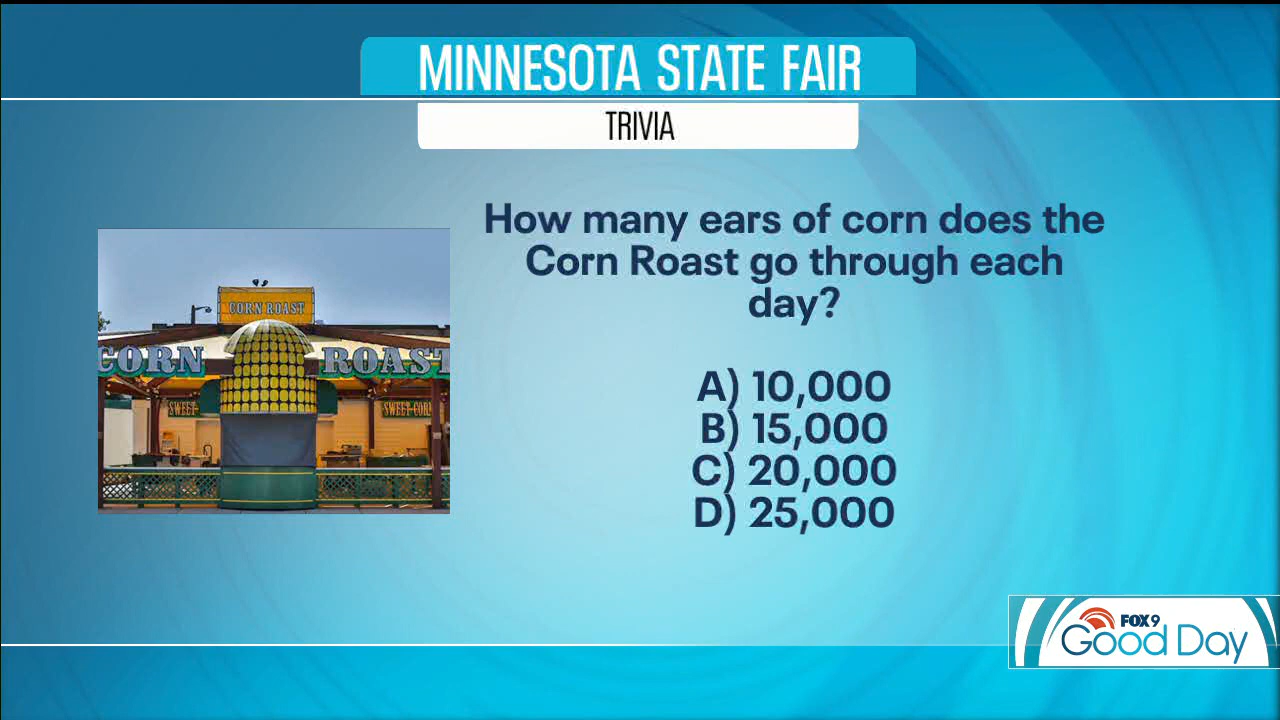 MINNESOTA STATE FAIR
TRIVIA
How many ears of corn does the
Corn Roast go through each
day?
A) 10,000
B) 15,000
C) 20,000
D) 25,000
CORN ROAST
CORN ROAST
SWEET
SWEET CORN
FOX 9
Good Day